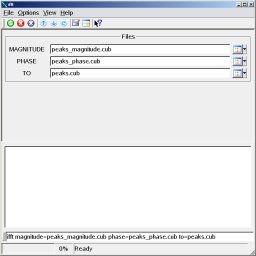 ifft
File Options View Help
Files
MAGNITUDE peaks_magnitude.cub
PHASE peaks_phase.cub
TO peaks.cub
ifft magnitude=peaks_magnitude.cub phase=peaks_phase.cub to=peaks.cub
0% Ready